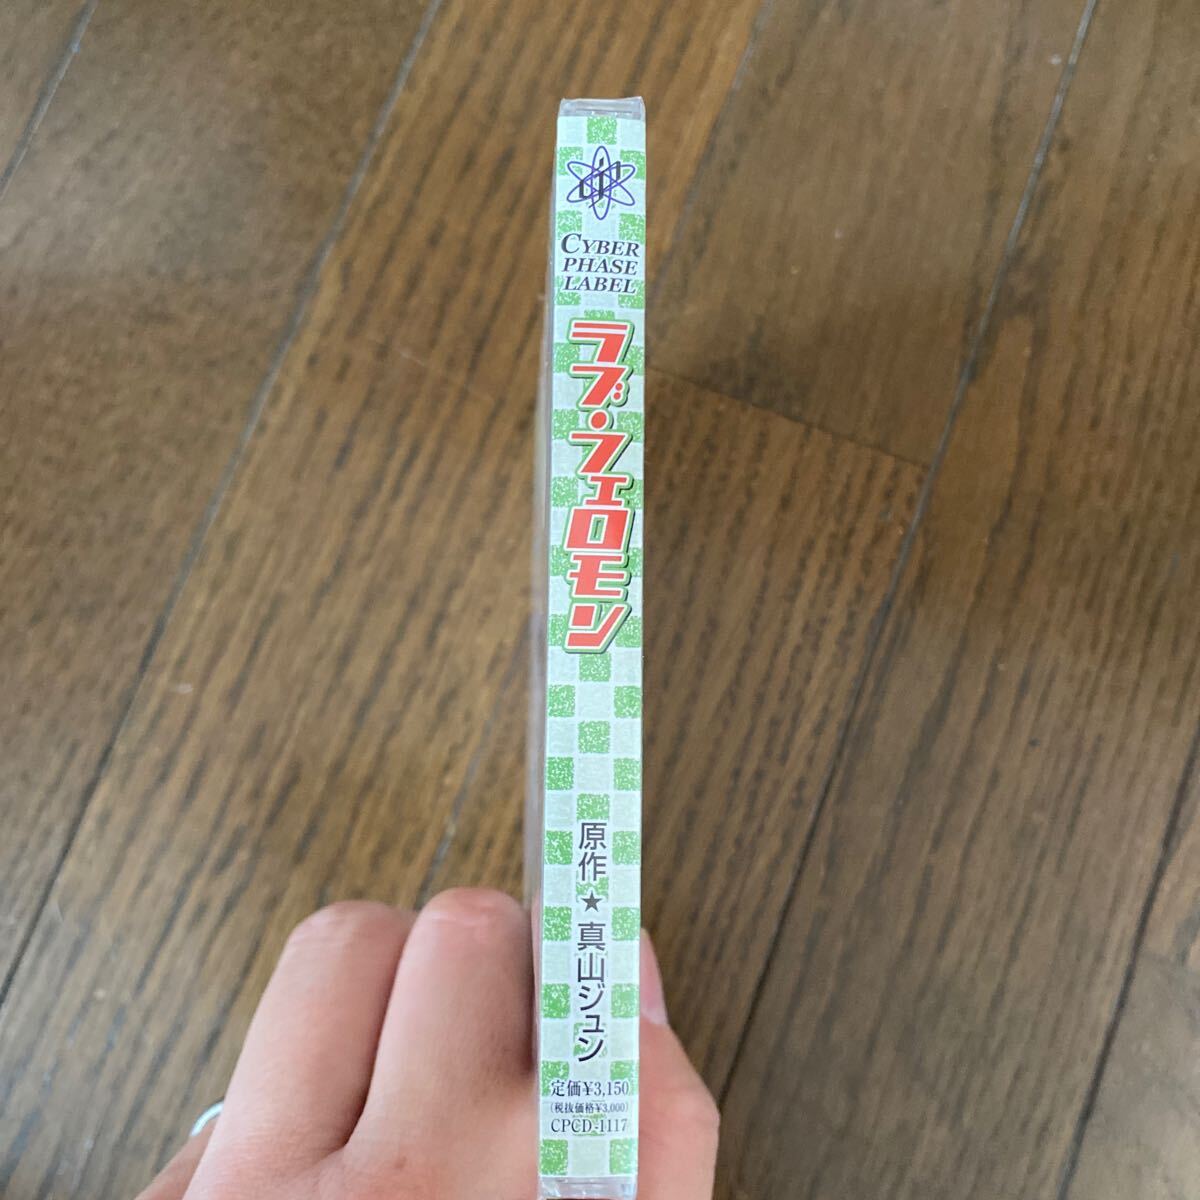 CYBER
PHASE
LABEL
ラブ・フェロモン
原作★真山ジュン
定価¥3,150
(税抜価格¥3,000)
CPCD-1117